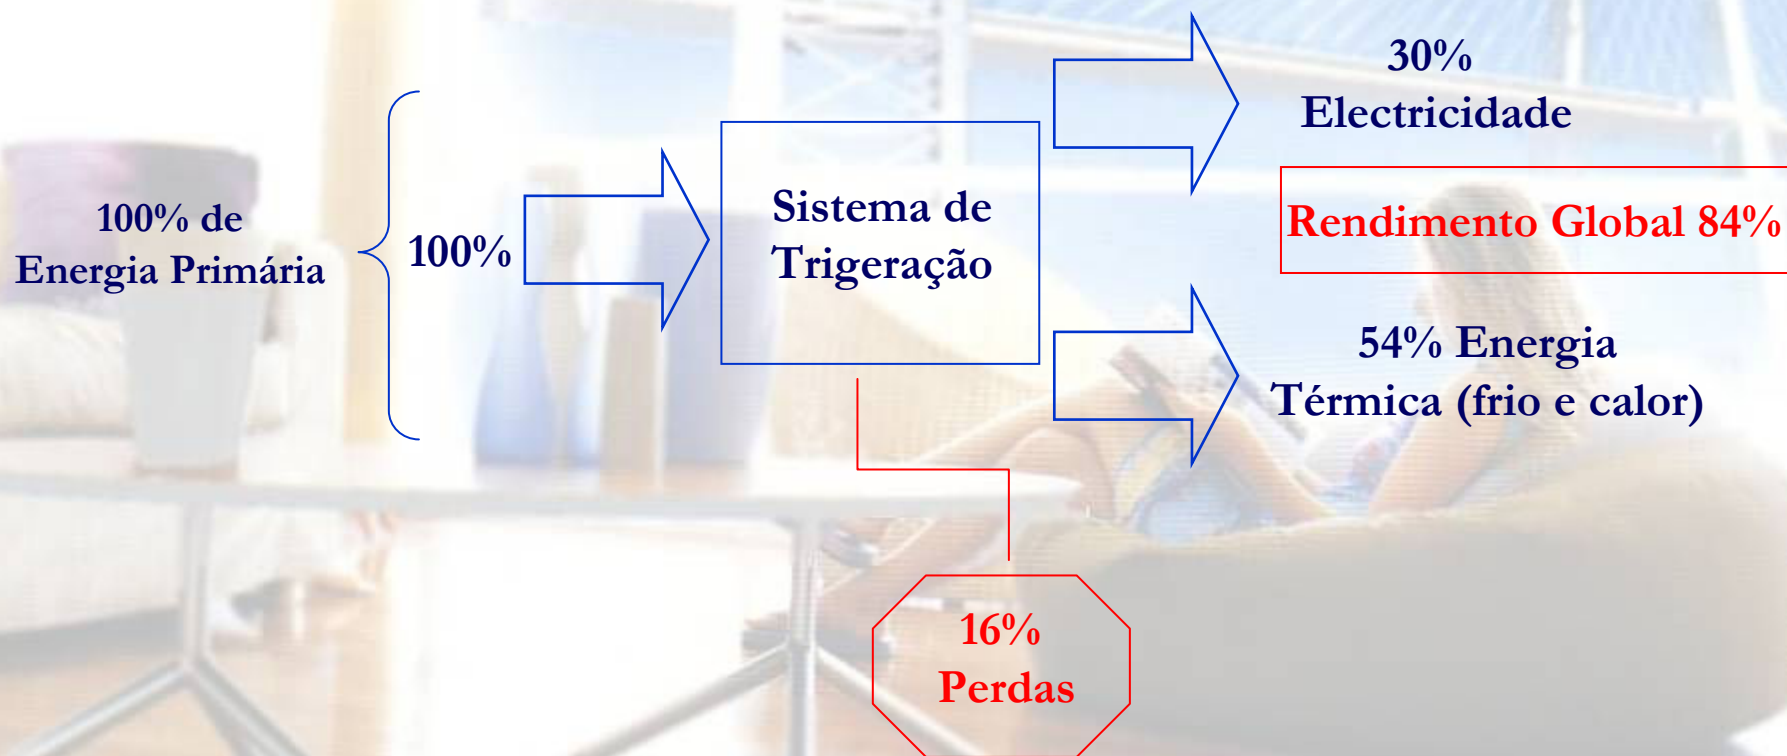 100% de
Energia Primária
100%
Sistema de
Trigeração
30%
Electricidade
Rendimento Global 84%
54% Energia
Térmica (frio e calor)
16%
Perdas